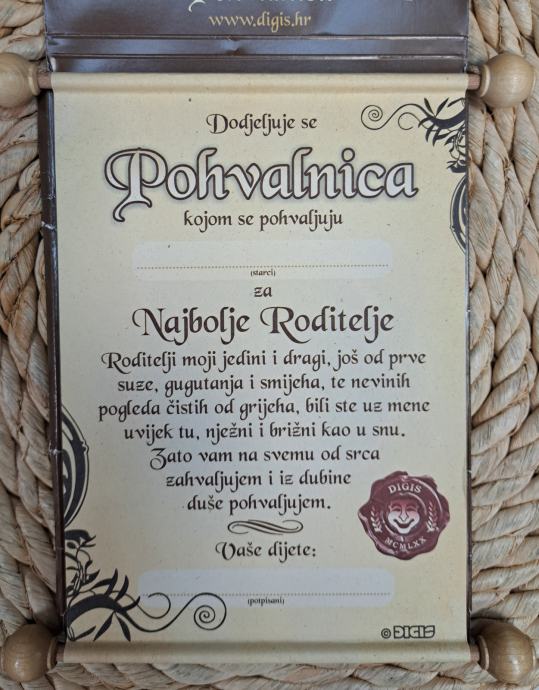 www.digis.hr
Dodjeljuje se
Pohvalnica
kojom se pohvaljuju
(starci)
za
Najbolje Roditelje
Roditelji moji jedini i dragi, još od prve
suze, gugutanja i smijeha, te nevinih
pogleda čistih od grijeha, bili ste uz mene
uvijek tu, nježni i brižni kao u snu.
Zato vam na svemu od srca
zahvaljujem i iz dubine
duše pohvaljujem.
DIGIS
MCMLXX
Vaše dijete:
(potpisani)
© DIGIS